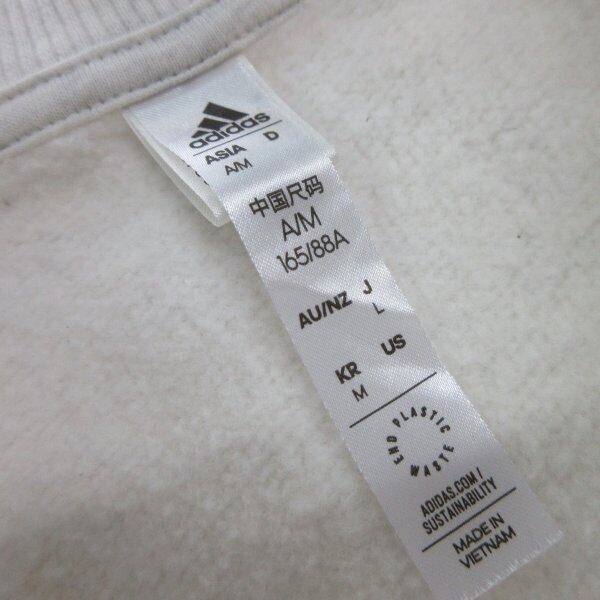 adidas
ASIA D
A/M
中国尺码
A/M
165/88A
AU/NZ J
L
KR US
M
END PLASTIC WASTE
ADIDAS.COM/
SUSTAINABILITY
MADE IN
VIETNAM